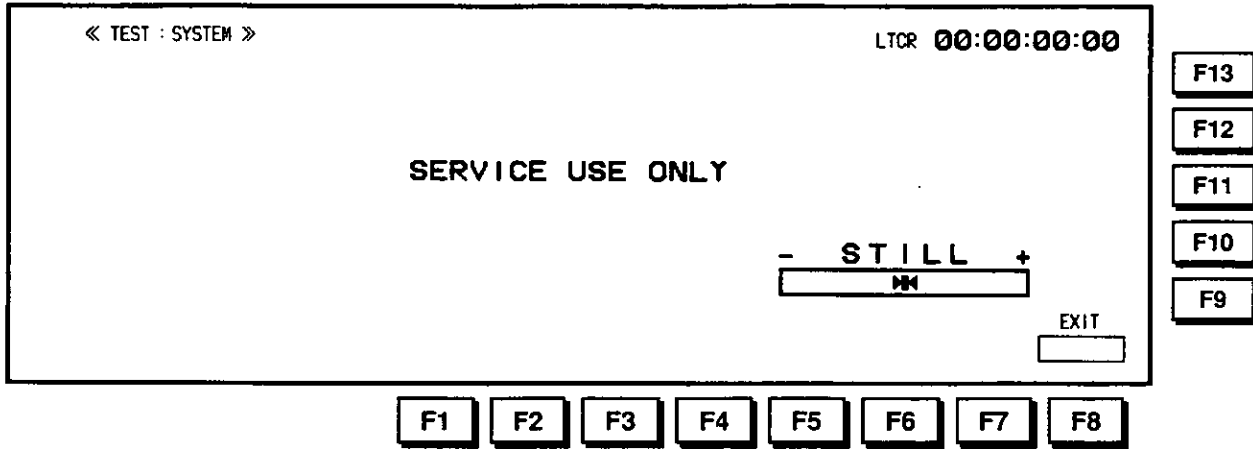 ≪ TEST : SYSTEM ≫
LTCR 00:00:00:00
SERVICE USE ONLY
- STILL +
EXIT
F13
F12
F11
F10
F9
F1 F2 F3 F4 F5 F6 F7 F8